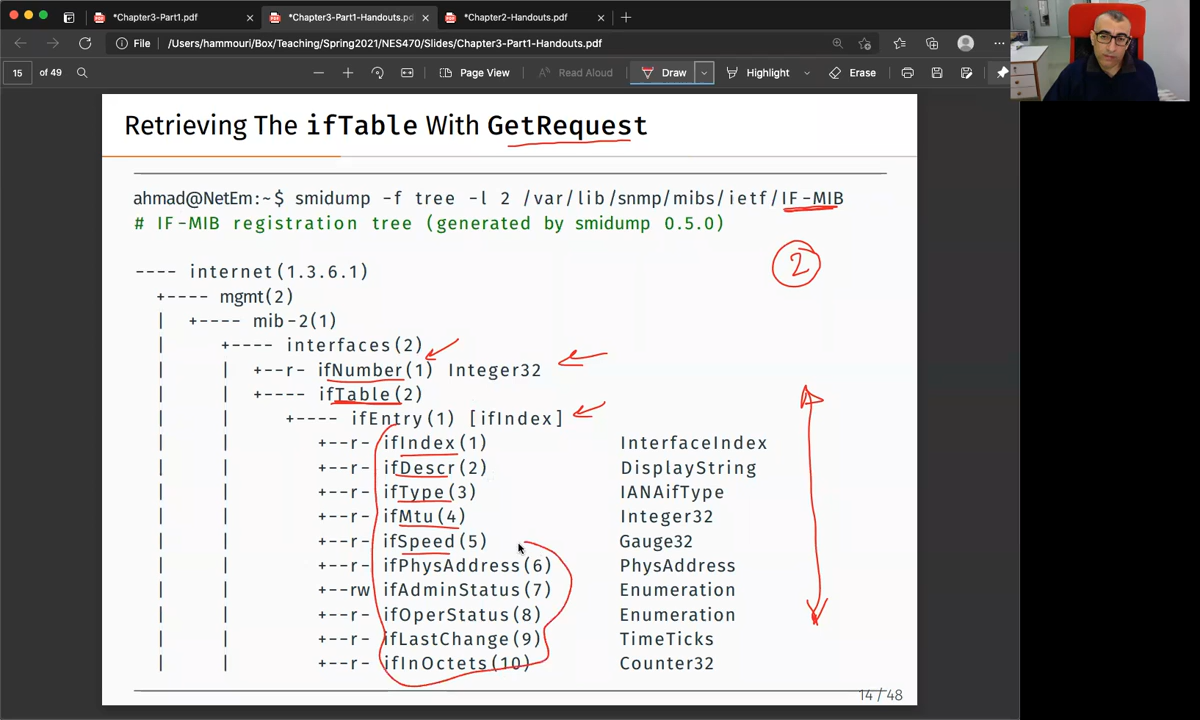 *Chapter3-Part1.pdf
*Chapter3-Part1-Handouts.pd
*Chapter2-Handouts.pdf
File
/Users/hammouri/Box/Teaching/Spring2021/NES470/Slides/Chapter3-Part1-Handouts.pdf
15 of 49
Page View
Read Aloud
Draw
Highlight
Erase
Retrieving The ifTable With GetRequest
ahmad@NetEm:~$ smidump -f tree -l 2 /var/lib/snmp/mibs/ietf/IF-MIB
# IF-MIB registration tree (generated by smidump 0.5.0)
2
---- internet(1.3.6.1)
+---- mgmt(2)
| +---- mib-2(1)
| +---- interfaces(2)
| | +--r- ifNumber(1) Integer32
| | +---- ifTable(2)
| | +---- ifEntry(1) [ifIndex]
| | +--r- ifIndex(1) InterfaceIndex
| | +--r- ifDescr(2) DisplayString
| | +--r- ifType(3) IANAifType
| | +--r- ifMtu(4) Integer32
| | +--r- ifSpeed(5) Gauge32
| | +--r- ifPhysAddress(6) PhysAddress
| | +--rw ifAdminStatus(7) Enumeration
| | +--r- ifOperStatus(8) Enumeration
| | +--r- ifLastChange(9) TimeTicks
| | +--r- ifInOctets(10) Counter32
14 / 48